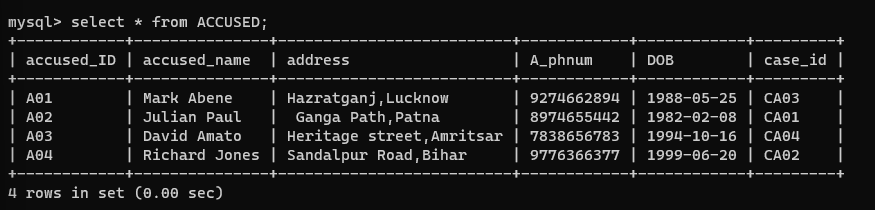 mysql> select * from ACCUSED;
+------------+--------------+--------------------------+------------+------------+---------+
| accused_ID | accused_name | address                  | A_phnum    | DOB        | case_id |
+------------+--------------+--------------------------+------------+------------+---------+
| A01        | Mark Abene   | Hazratganj,Lucknow       | 9274662894 | 1988-05-25 | CA03    |
| A02        | Julian Paul  |  Ganga Path,Patna        | 8974655442 | 1982-02-08 | CA01    |
| A03        | David Amato  | Heritage street,Amritsar | 7838656783 | 1994-10-16 | CA04    |
| A04        | Richard Jones | Sandalpur Road,Bihar     | 9776366377 | 1999-06-20 | CA02    |
+------------+--------------+--------------------------+------------+------------+---------+
4 rows in set (0.00 sec)